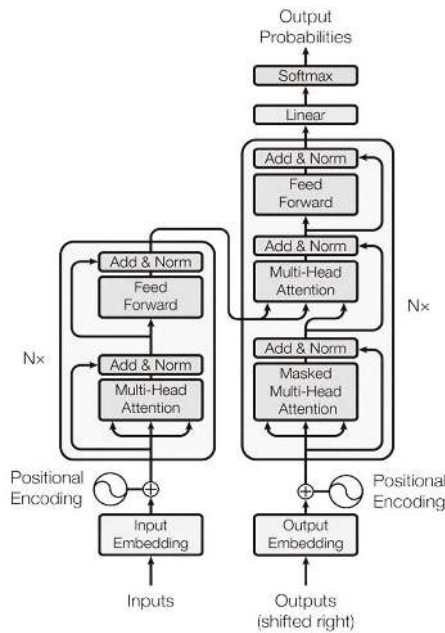 Output
Probabilities
Softmax
Linear
Add & Norm
Feed
Forward
Add & Norm
Multi-Head
Attention
Add & Norm
Masked
Multi-Head
Attention
N×
Positional
Encoding
Output
Embedding
Outputs
(shifted right)
Add & Norm
Feed
Forward
Add & Norm
Multi-Head
Attention
N×
Positional
Encoding
Input
Embedding
Inputs